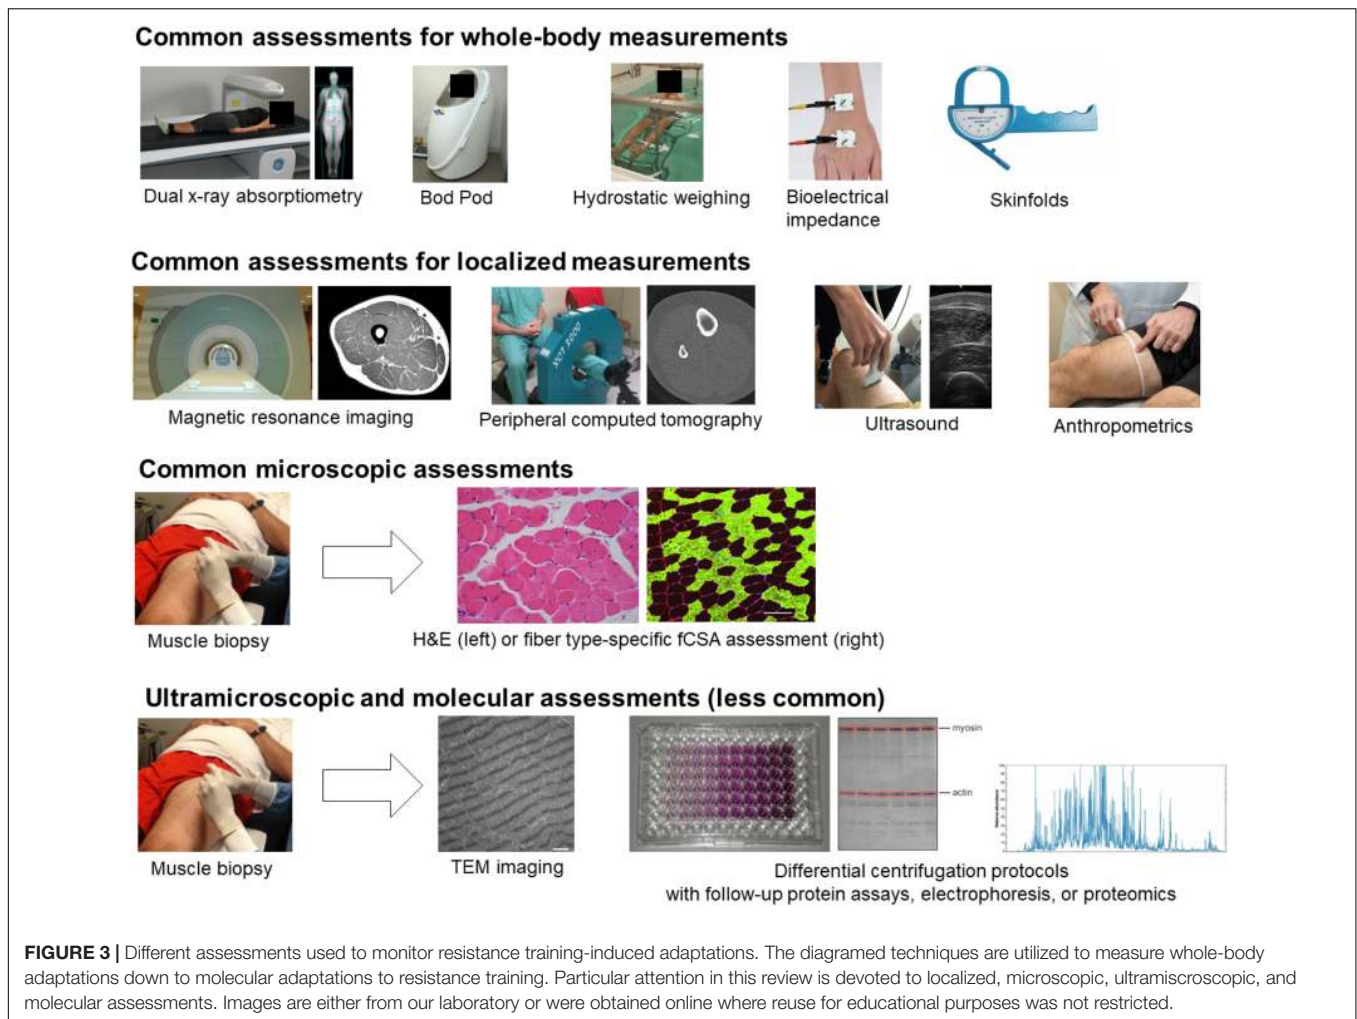 Common assessments for whole-body measurements
Dual x-ray absorptiometry
Bod Pod
Hydrostatic weighing
Bioelectrical
impedance
Skinfolds
Common assessments for localized measurements
XCT 3000
Magnetic resonance imaging
Peripheral computed tomography
Ultrasound
Anthropometrics
Common microscopic assessments
Muscle biopsy
H&E (left) or fiber type-specific fCSA assessment (right)
Ultramicroscopic and molecular assessments (less common)
myosin
actin
Muscle biopsy
TEM imaging
Differential centrifugation protocols
with follow-up protein assays, electrophoresis, or proteomics
FIGURE 3 | Different assessments used to monitor resistance training-induced adaptations. The diagramed techniques are utilized to measure whole-body
adaptations down to molecular adaptations to resistance training. Particular attention in this review is devoted to localized, microscopic, ultramiscroscopic, and
molecular assessments. Images are either from our laboratory or were obtained online where reuse for educational purposes was not restricted.